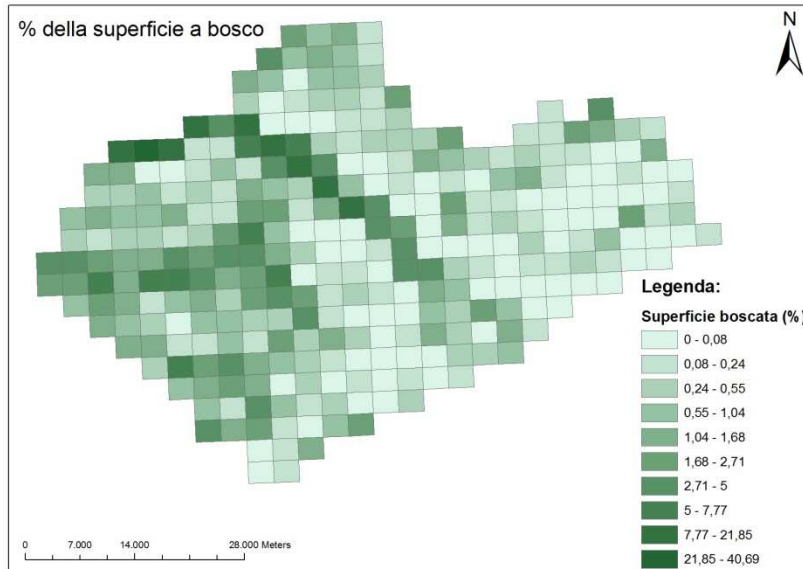 % della superficie a bosco
N
Legenda:
Superficie boscata (%)
0 - 0,08
0,08 - 0,24
0,24 - 0,55
0,55 - 1,04
1,04 - 1,68
1,68 - 2,71
2,71 - 5
5 - 7,77
7,77 - 21,85
21,85 - 40,69
0 7.000 14.000 28.000 Meters